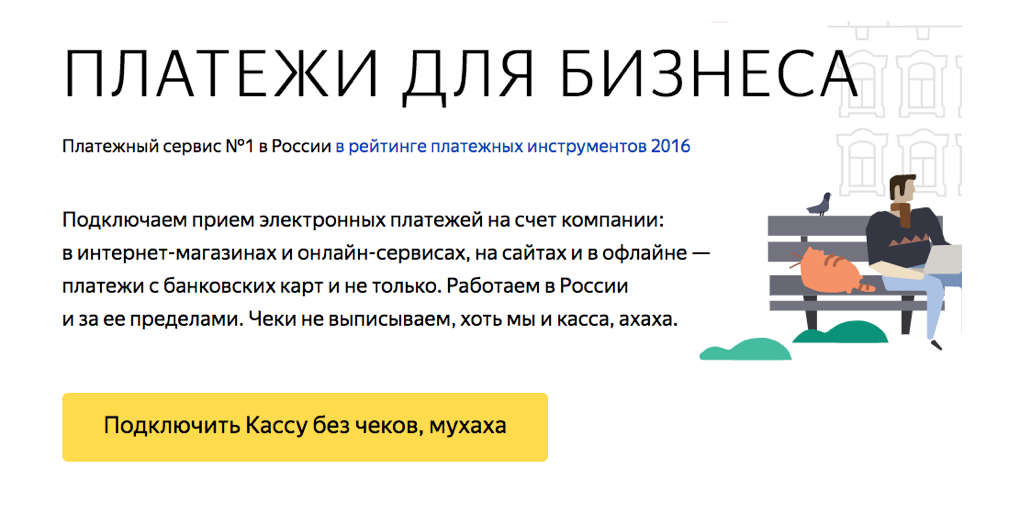 ПЛАТЕЖИ ДЛЯ БИЗНЕСА
Платежный сервис №1 в России в рейтинге платежных инструментов 2016
Подключаем прием электронных платежей на счет компании:
в интернет-магазинах и онлайн-сервисах, на сайтах и в офлайне —
платежи с банковских карт и не только. Работаем в России
и за ее пределами. Чеки не выписываем, хоть мы и касса, ахаха.
Подключить Кассу без чеков, мухаха